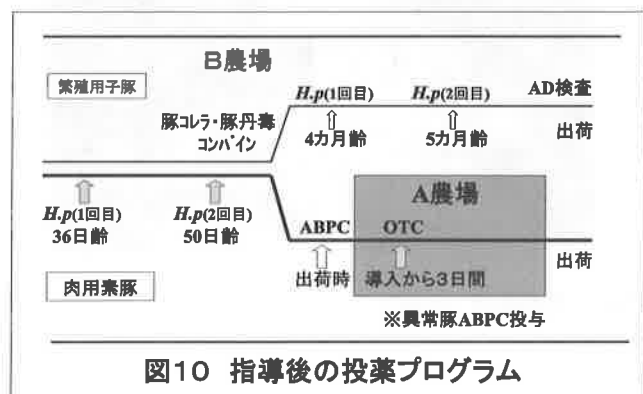 B農場
繁殖用子豚
H.p(1回目)
H.p(2回目)
AD検査
豚コレラ・豚丹毒
コンバイン
4カ月齢
5カ月齢
出荷
A農場
H.p(1回目)
H.p(2回目)
ABPC
OTC
36日齢
50日齢
出荷
出荷時
導入から3日間
肉用素豚
※異常豚ABPC投与
図10 指導後の投薬プログラム